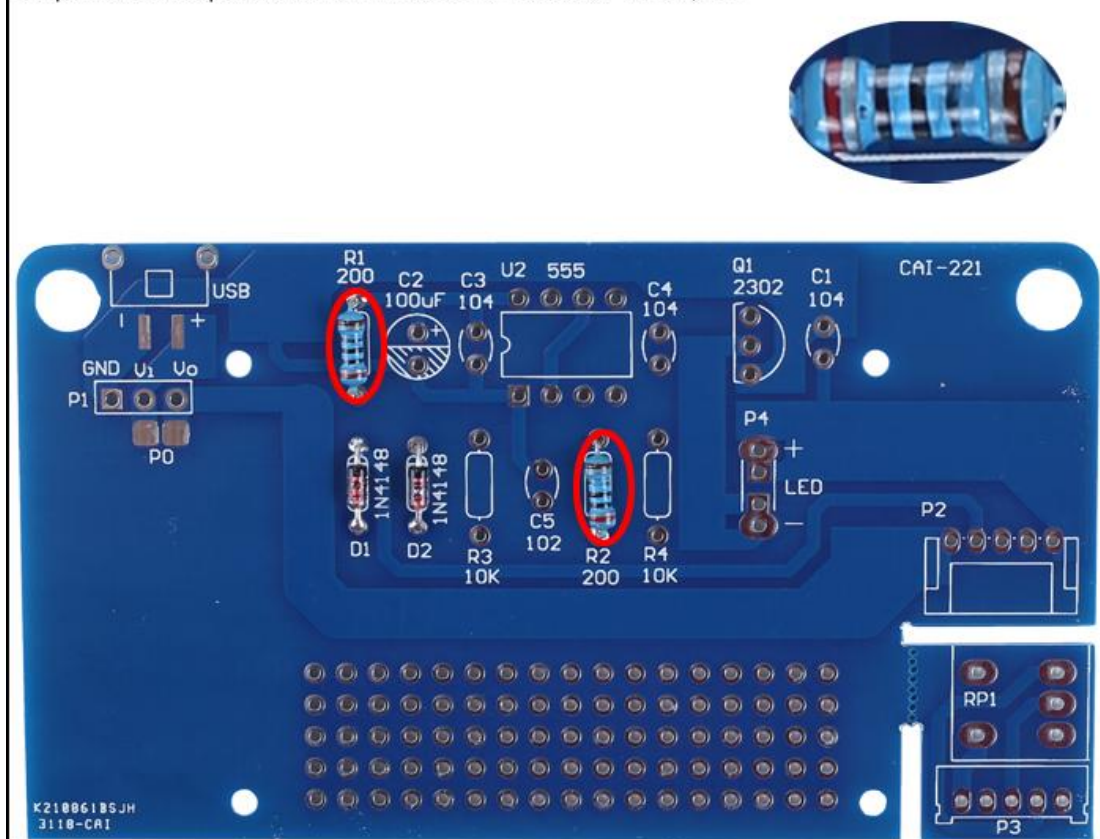 R1
200
C2
100uF
C3
104
U2 555
C4
104
Q1
2302
C1
104
CAI-221
USB
- +
GND Vi Vo
P1
P0
+
1N4148
1N4148
D1
D2
R3
10K
C5
102
R2
200
R4
10K
P4
+
LED
-
P2
RP1
P3
K210861BSJH
3118-CAI